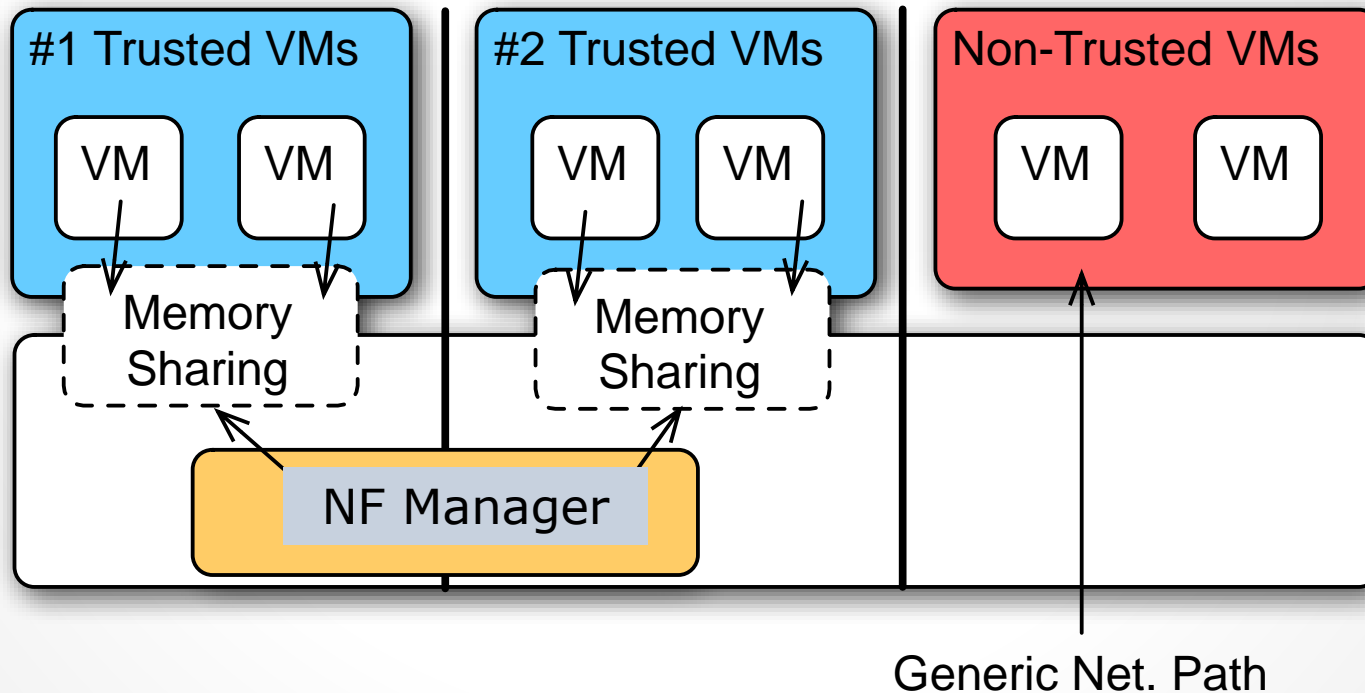 #1 Trusted VMs
VM
VM
#2 Trusted VMs
VM
VM
Non-Trusted VMs
VM
VM
Memory
Sharing
Memory
Sharing
NF Manager
Generic Net. Path